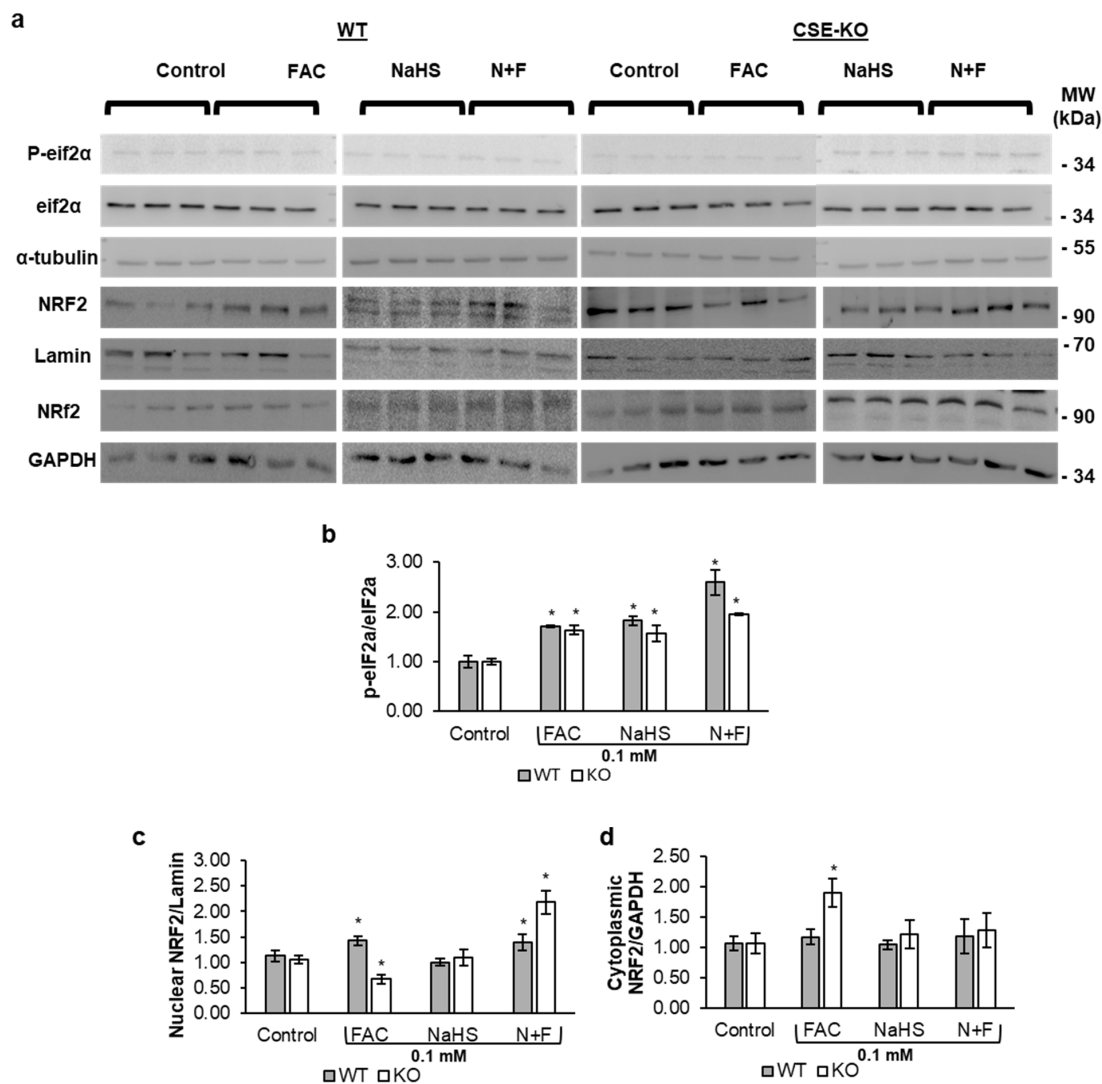 a
WT
CSE-KO
Control FAC NaHS N+F Control FAC NaHS N+F
MW
(kDa)
P-eif2α
- 34
eif2α
- 34
α-tubulin
- 55
NRF2
- 90
Lamin
- 70
NRf2
- 90
GAPDH
- 34
b
p-eIF2a/eIF2a
3.00
2.00
1.00
0.00
* * * * * *
Control FAC NaHS N+F
0.1 mM
WT KO
c
Nuclear NRF2/Lamin
3.00
2.50
2.00
1.50
1.00
0.50
0.00
* * * *
Control FAC NaHS N+F
0.1 mM
WT KO
d
Cytoplasmic
NRF2/GAPDH
2.50
2.00
1.50
1.00
0.50
0.00
*
Control FAC NaHS N+F
0.1 mM
WT KO